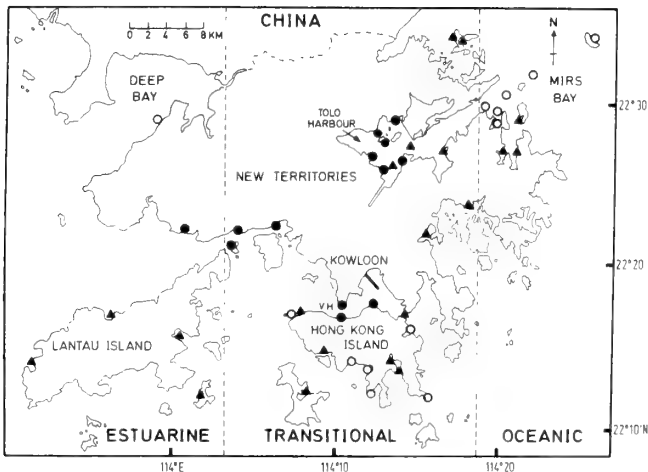 CHINA
0 2 4 6 8 KM
N
DEEP
BAY
MIRS
BAY
22°30
TOLO
HARBOUR
NEW TERRITORIES
22°20
KOWLOON
VH
HONG KONG
ISLAND
LANTAU ISLAND
22°10N
ESTUARINE TRANSITIONAL OCEANIC
114°E 114°10 114°20